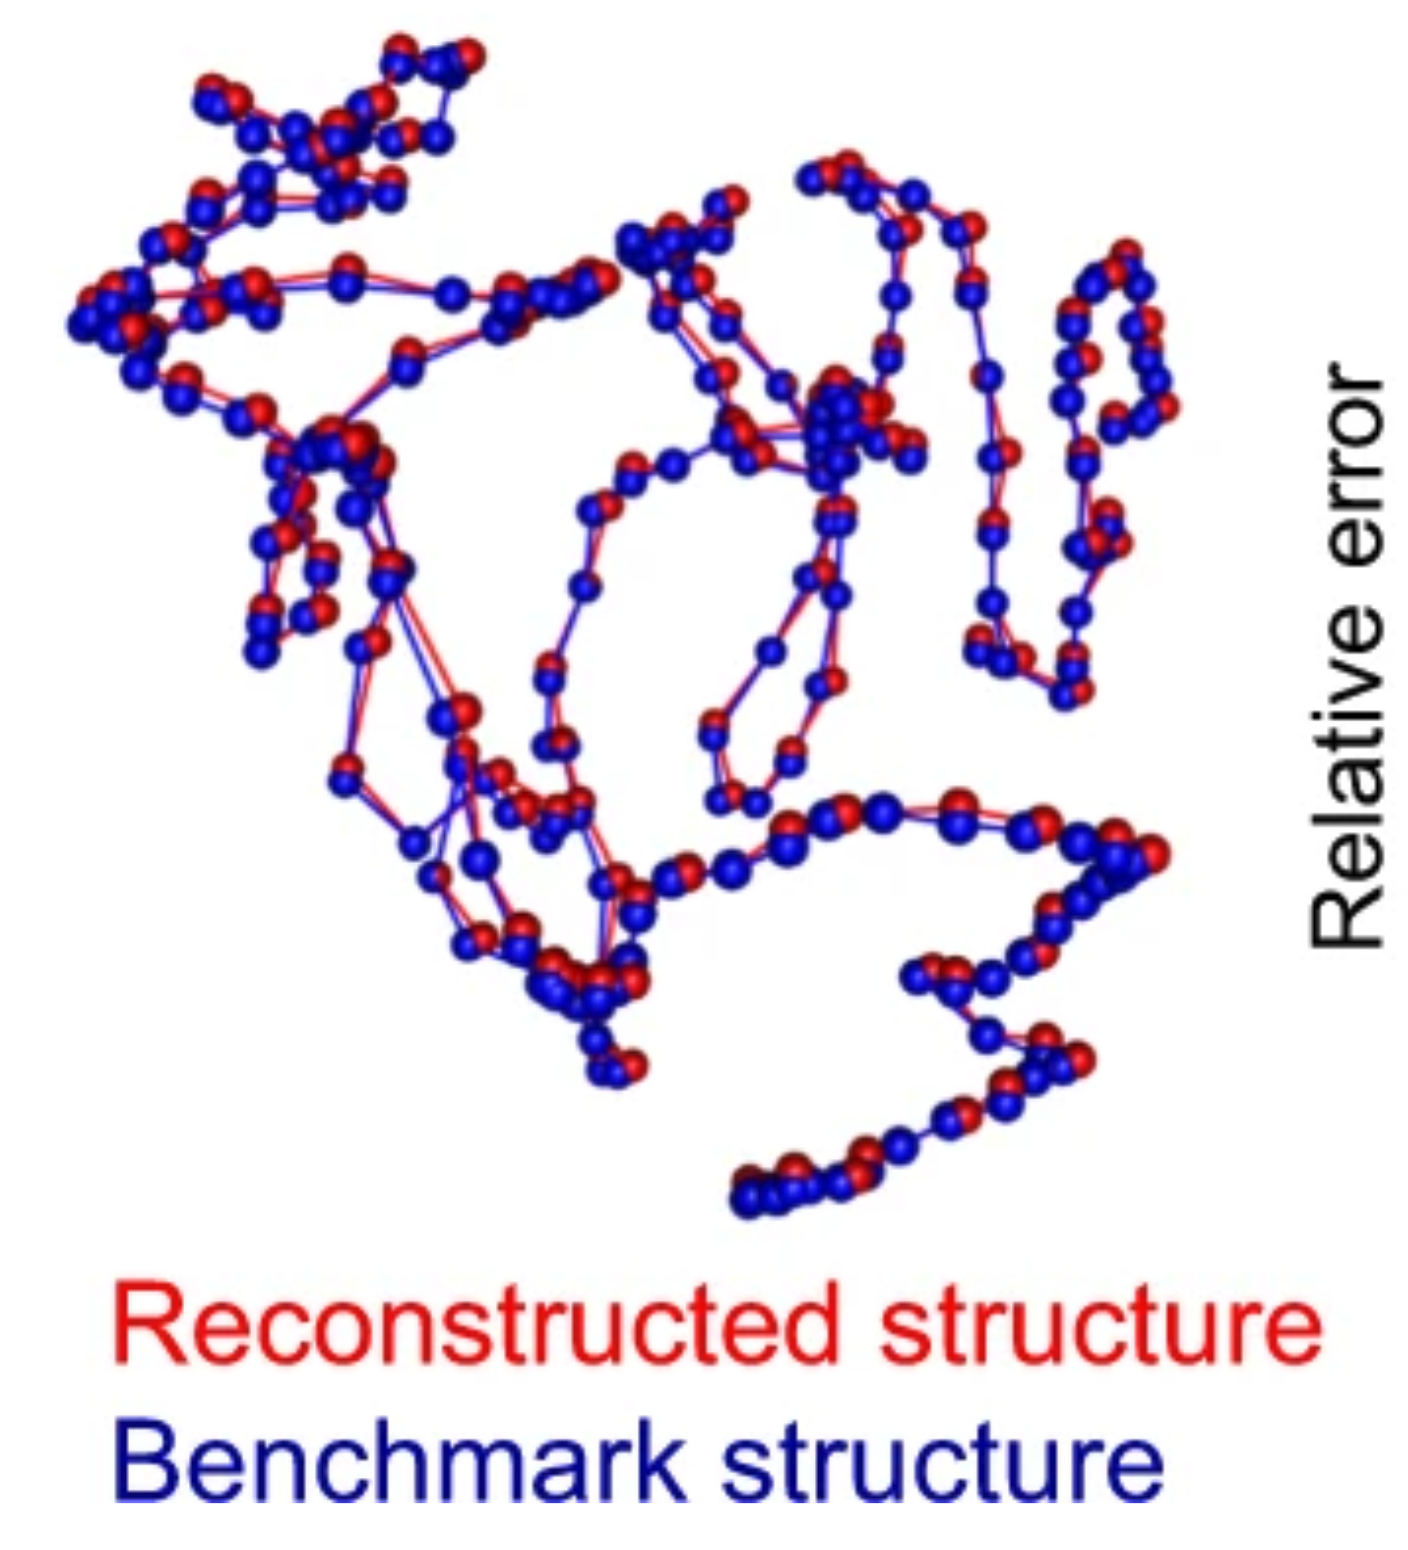 Relative error
Reconstructed structure
Benchmark structure